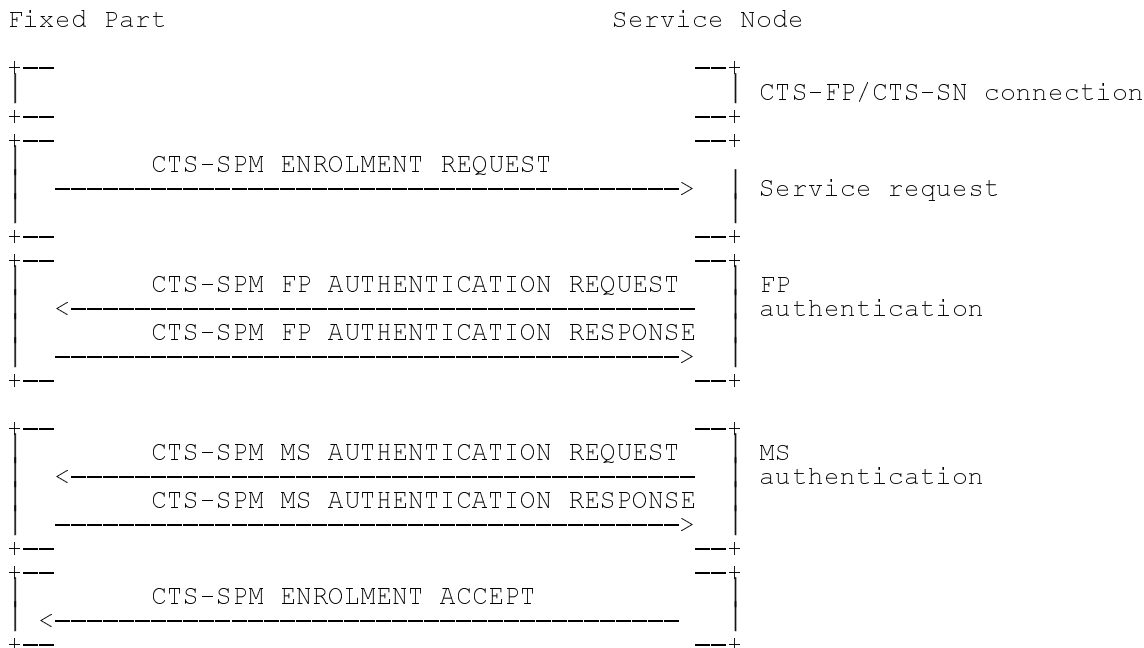 Fixed Part Service Node
CTS-FP/CTS-SN connection
CTS-SPM ENROLMENT REQUEST
Service request
CTS-SPM FP AUTHENTICATION REQUEST FP
authentication
CTS-SPM FP AUTHENTICATION RESPONSE
CTS-SPM MS AUTHENTICATION REQUEST MS
authentication
CTS-SPM MS AUTHENTICATION RESPONSE
CTS-SPM ENROLMENT ACCEPT